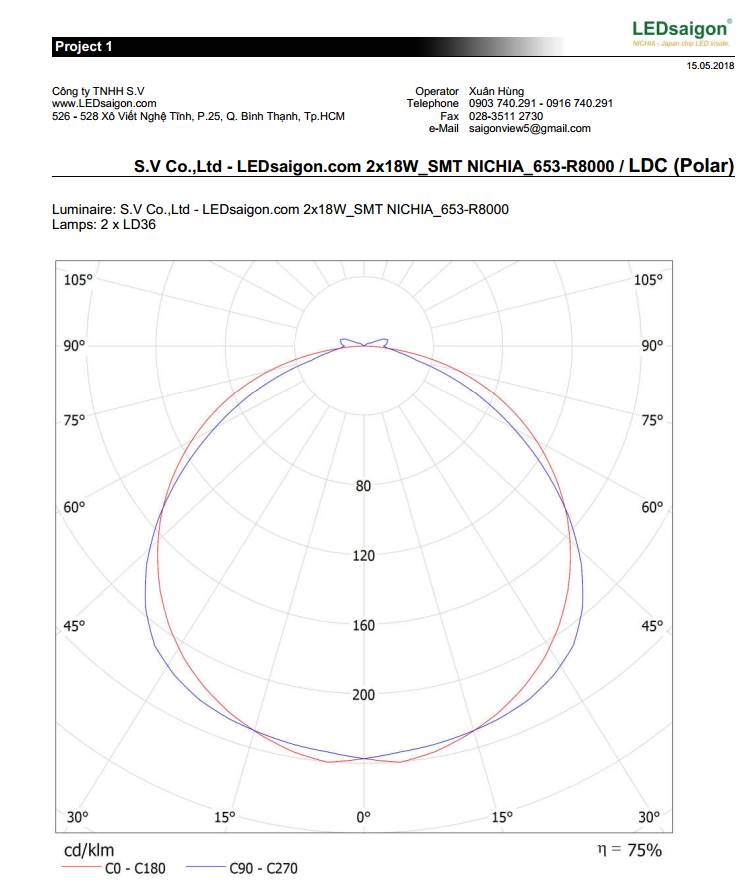 LEDsaigon®
NICHIA - Japan chip LED inside.
Project 1
15.05.2018
Công ty TNHH S.V
www.LEDsaigon.com
526 - 528 Xô Viết Nghệ Tĩnh, P.25, Q. Bình Thạnh, Tp.HCM
Operator Xuân Hùng
Telephone 0903 740.291 - 0916 740.291
Fax 028-3511 2730
e-Mail saigonview5@gmail.com
S.V Co.,Ltd - LEDsaigon.com 2x18W_SMT NICHIA_653-R8000 / LDC (Polar)
Luminaire: S.V Co.,Ltd - LEDsaigon.com 2x18W_SMT NICHIA_653-R8000
Lamps: 2 x LD36
105° 105°
90° 90°
75° 75°
80
60° 60°
120
160
45° 45°
200
30° 15° 0° 15° 30°
cd/klm η = 75%
C0 - C180 C90 - C270